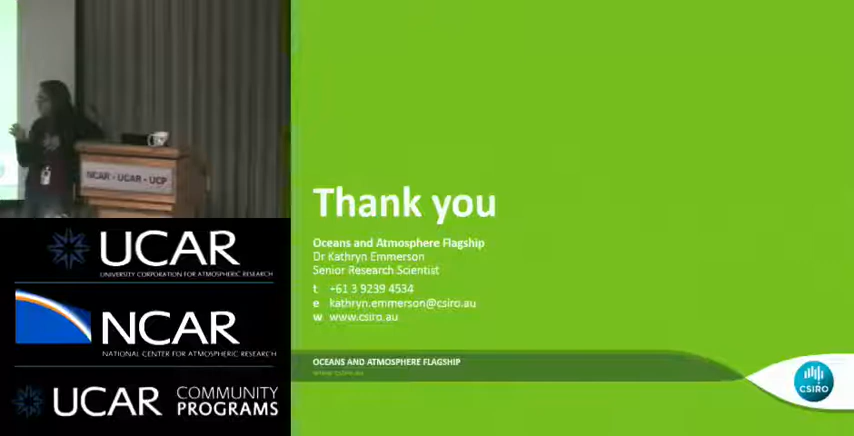 NCAR - UCAR - UCP
UCAR
UNIVERSITY CORPORATION FOR ATMOSPHERIC RESEARCH
NCAR
NATIONAL CENTER FOR ATMOSPHERIC RESEARCH
UCAR COMMUNITY PROGRAMS
Thank you
Oceans and Atmosphere Flagship
Dr Kathryn Emmerson
Senior Research Scientist
t +61 3 9239 4534
e kathryn.emmerson@csiro.au
w www.csiro.au
OCEANS AND ATMOSPHERE FLAGSHIP
CSIRO